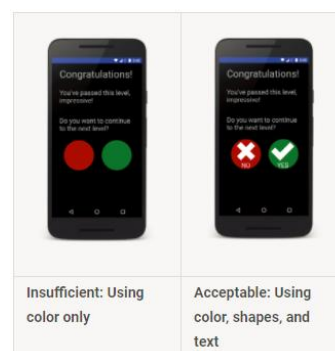 Congratulations!
You've passed this level,
impressive!
Do you want to continue
to the next level?
Congratulations!
You've passed this level,
impressive!
Do you want to continue
to the next level?
NO YES
Insufficient: Using
color only
Acceptable: Using
color, shapes, and
text